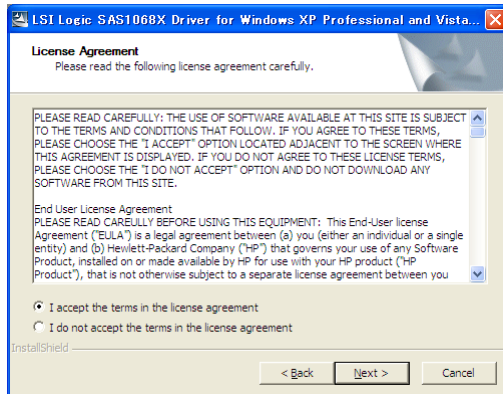 LSI Logic SAS1068X Driver for Windows XP Professional and Vista...
License Agreement
Please read the following license agreement carefully.
PLEASE READ CAREFULLY: THE USE OF SOFTWARE AVAILABLE AT THIS SITE IS SUBJECT
TO THE TERMS AND CONDITIONS THAT FOLLOW. IF YOU AGREE TO THESE TERMS,
PLEASE CHOOSE THE "I ACCEPT" OPTION LOCATED ADJACENT TO THE SCREEN WHERE
THIS AGREEMENT IS DISPLAYED. IF YOU DO NOT AGREE TO THESE LICENSE TERMS,
PLEASE CHOOSE THE "I DO NOT ACCEPT" OPTION AND DO NOT DOWNLOAD ANY
SOFTWARE FROM THIS SITE.
End User License Agreement
PLEASE READ CAREULLY BEFORE USING THIS EQUIPMENT: This End-User license
Agreement ("EULA") is a legal agreement between (a) you (either an individual or a single
entity) and (b) Hewlett-Packard Company ("HP") that governs your use of any Software
Product, installed on or made available by HP for use with your HP product ("HP
Product"), that is not otherwise subject to a separate license agreement between you
I accept the terms in the license agreement
I do not accept the terms in the license agreement
InstallShield
< Back
Next >
Cancel